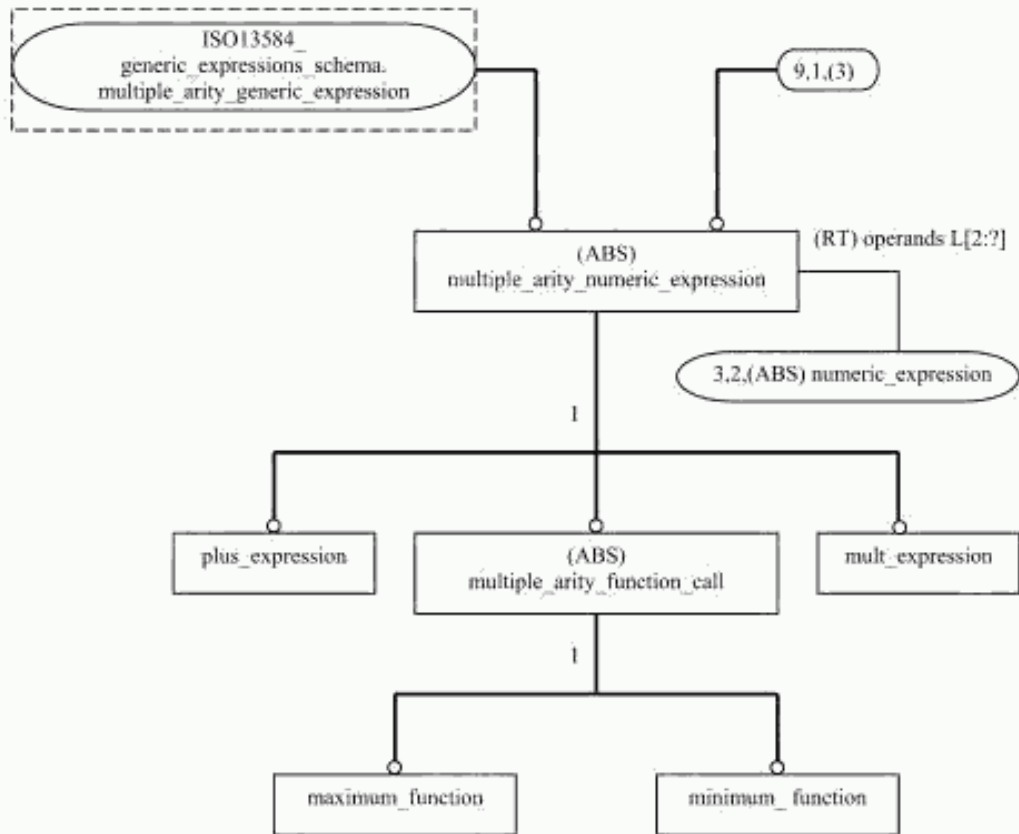 ISO13584_
generic_expressions_schema.
multiple_arity_generic_expression
9,1,(3)
(RT) operands L[2:?]
(ABS)
multiple_arity_numeric_expression
3,2,(ABS) numeric_expression
1
plus_expression
(ABS)
multiple_arity_function_call
mult_expression
1
maximum_function
minimum_ function